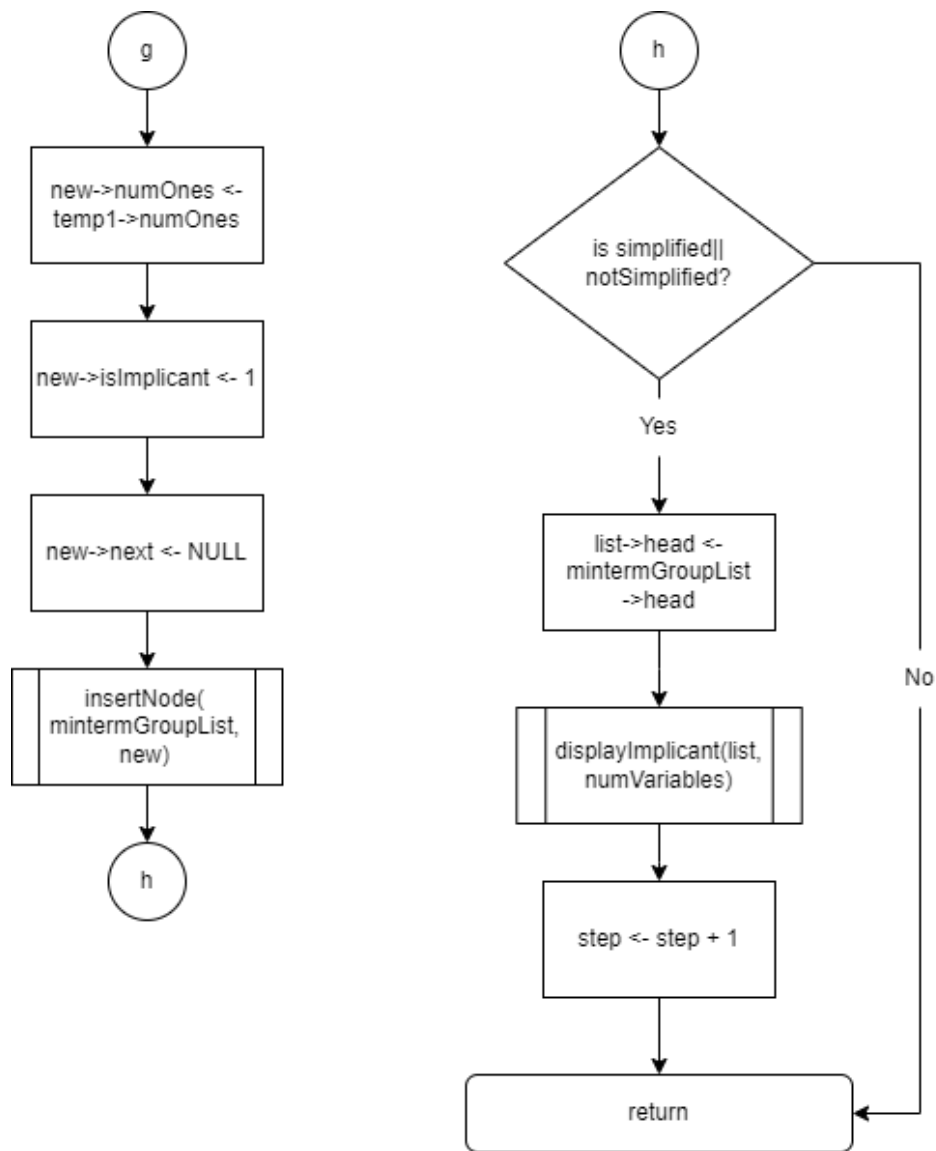 g
new->numOnes <-
temp1->numOnes
new->isImplicant <- 1
new->next <- NULL
insertNode(
mintermGroupList,
new)
h
h
is simplified||
notSimplified?
Yes
No
list->head <-
mintermGroupList
->head
displayImplicant(list,
numVariables)
step <- step + 1
return